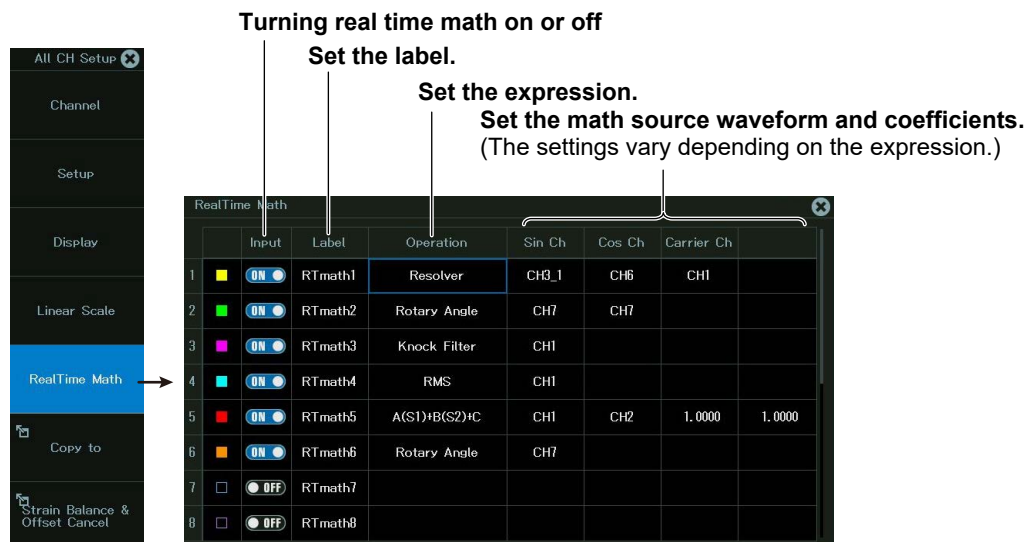 Turning real time math on or off
Set the label.
Set the expression.
Set the math source waveform and coefficients.
(The settings vary depending on the expression.)
All CH Setup
Channel
Setup
Display
Linear Scale
RealTime Math
Copy to
Strain Balance &
Offset Cancel
RealTime Math
Input Label Operation Sin Ch Cos Ch Carrier Ch
1 ON RTmath1 Resolver CH3_1 CH6 CH1
2 ON RTmath2 Rotary Angle CH7 CH7
3 ON RTmath3 Knock Filter CH1
4 ON RTmath4 RMS CH1
5 ON RTmath5 A(S1)+B(S2)+C CH1 CH2 1.0000 1.0000
6 ON RTmath6 Rotary Angle CH7
7 OFF RTmath7
8 OFF RTmath8